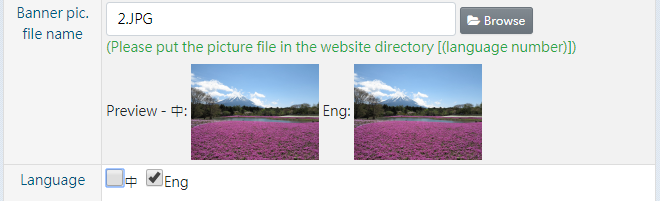 Banner pic. file name
2.JPG
Browse
(Please put the picture file in the website directory [(language number)])
Preview - 中: Eng:
Language
中 Eng